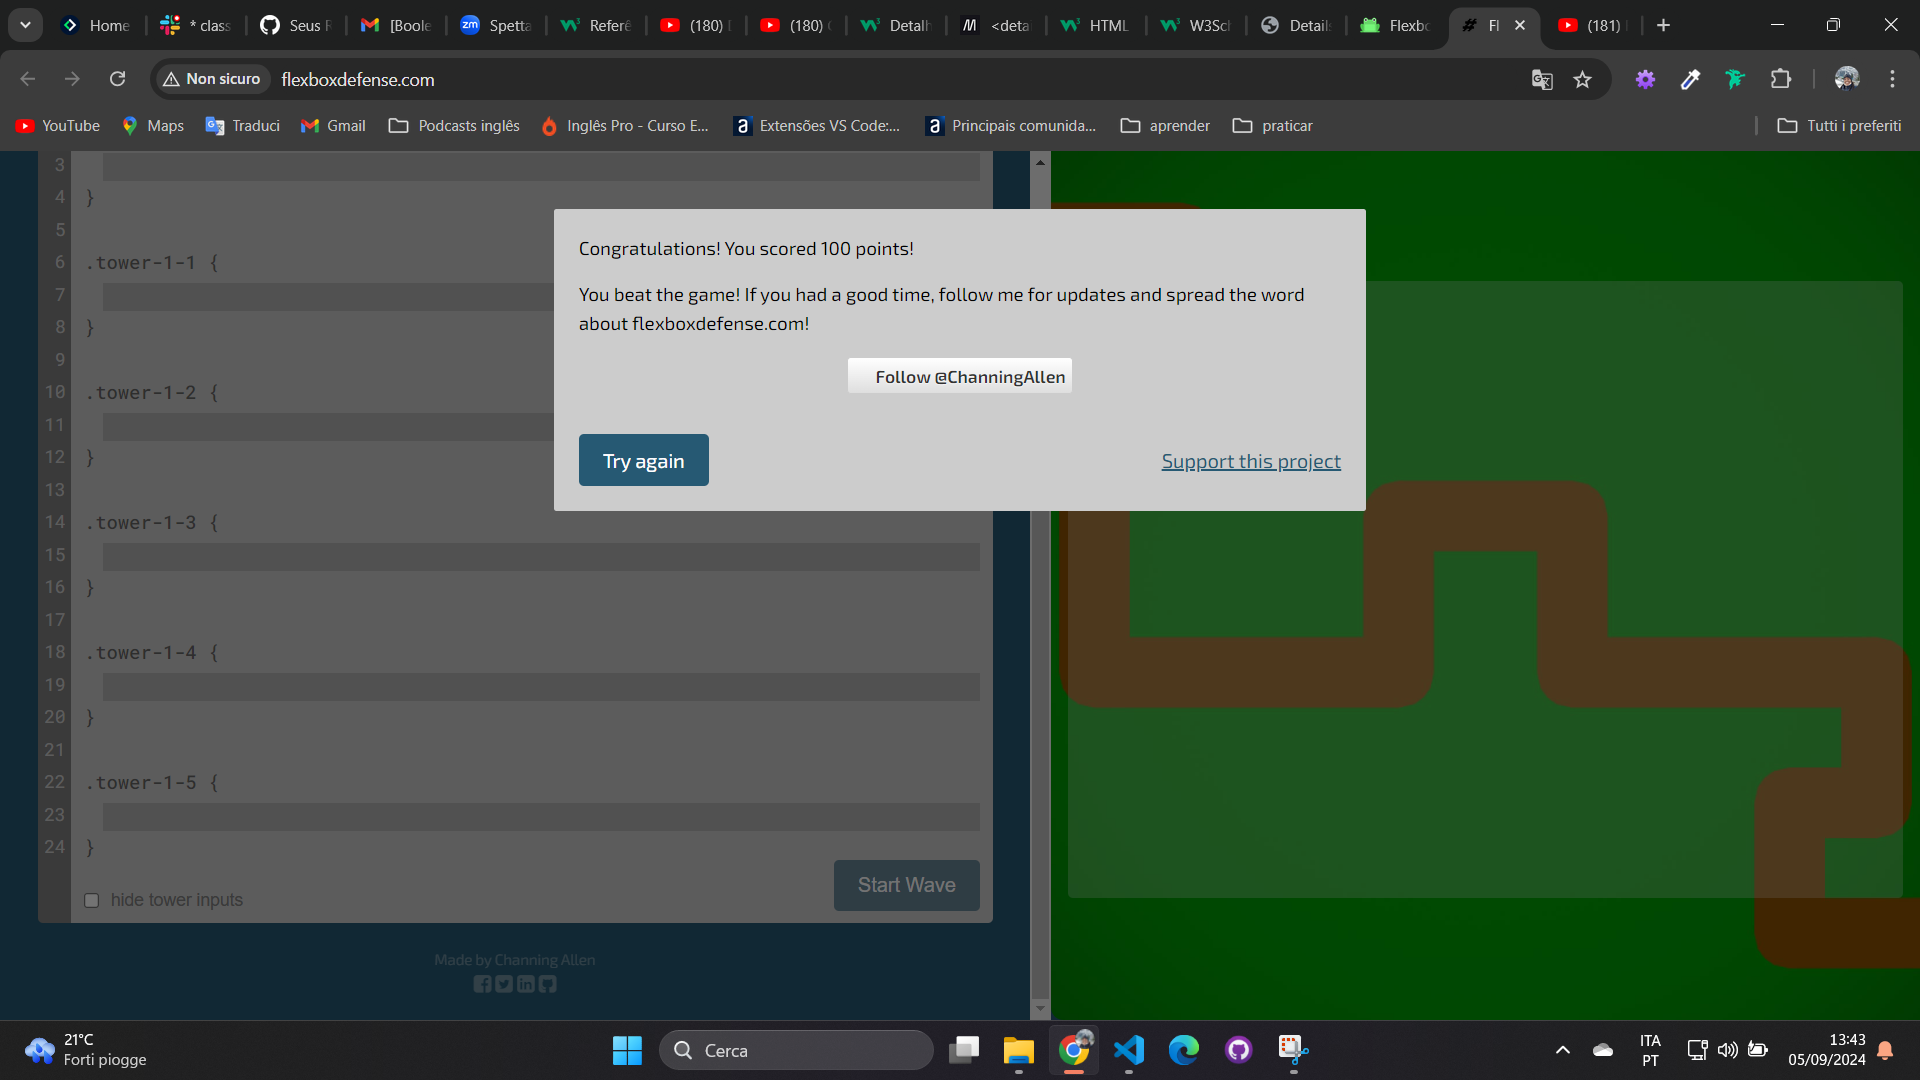 Home
* class
Seus R
[Boole
Spetta
Referê
(180)
(180)
Detalh
<deta
HTML
W3Sch
Details
Flexbo
Fl
(181)
Non sicuro
flexboxdefense.com
YouTube
Maps
Traduci
Gmail
Podcasts inglês
Inglês Pro - Curso E...
Extensões VS Code:...
Principais comunida...
aprender
praticar
Tutti i preferiti
3
4 }
5
6 .tower-1-1 {
7
8 }
9
10 .tower-1-2 {
11
12 }
13
14 .tower-1-3 {
15
16 }
17
18 .tower-1-4 {
19
20 }
21
22 .tower-1-5 {
23
24 }
hide tower inputs
Start Wave
Made by Channing Allen
Congratulations! You scored 100 points!
You beat the game! If you had a good time, follow me for updates and spread the word
about flexboxdefense.com!
Follow @ChanningAllen
Try again
Support this project
21°C
Forti piogge
Cerca
ITA
PT
13:43
05/09/2024